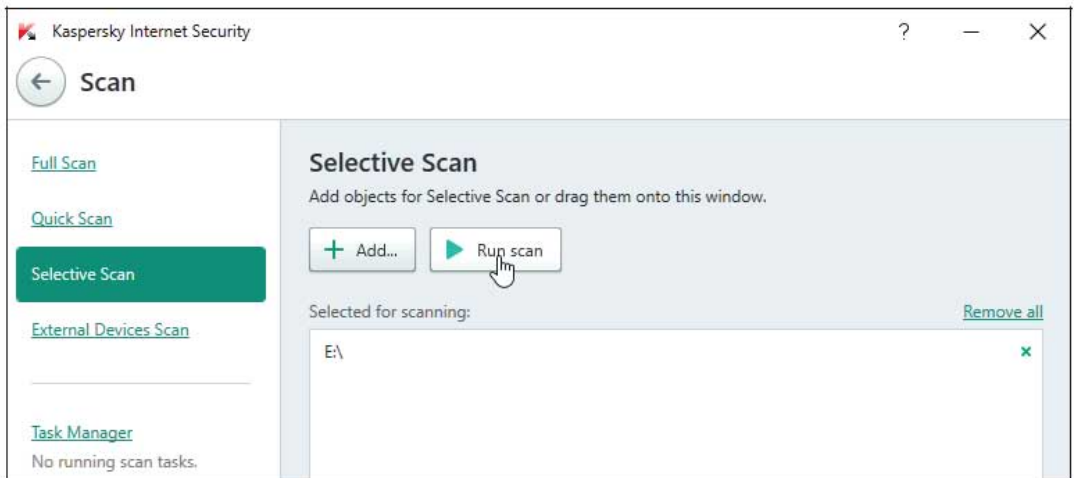 Kaspersky Internet Security
?
Scan
Full Scan
Quick Scan
Selective Scan
External Devices Scan
Task Manager
No running scan tasks.
Selective Scan
Add objects for Selective Scan or drag them onto this window.
Add... Run scan
Selected for scanning: Remove all
E:\